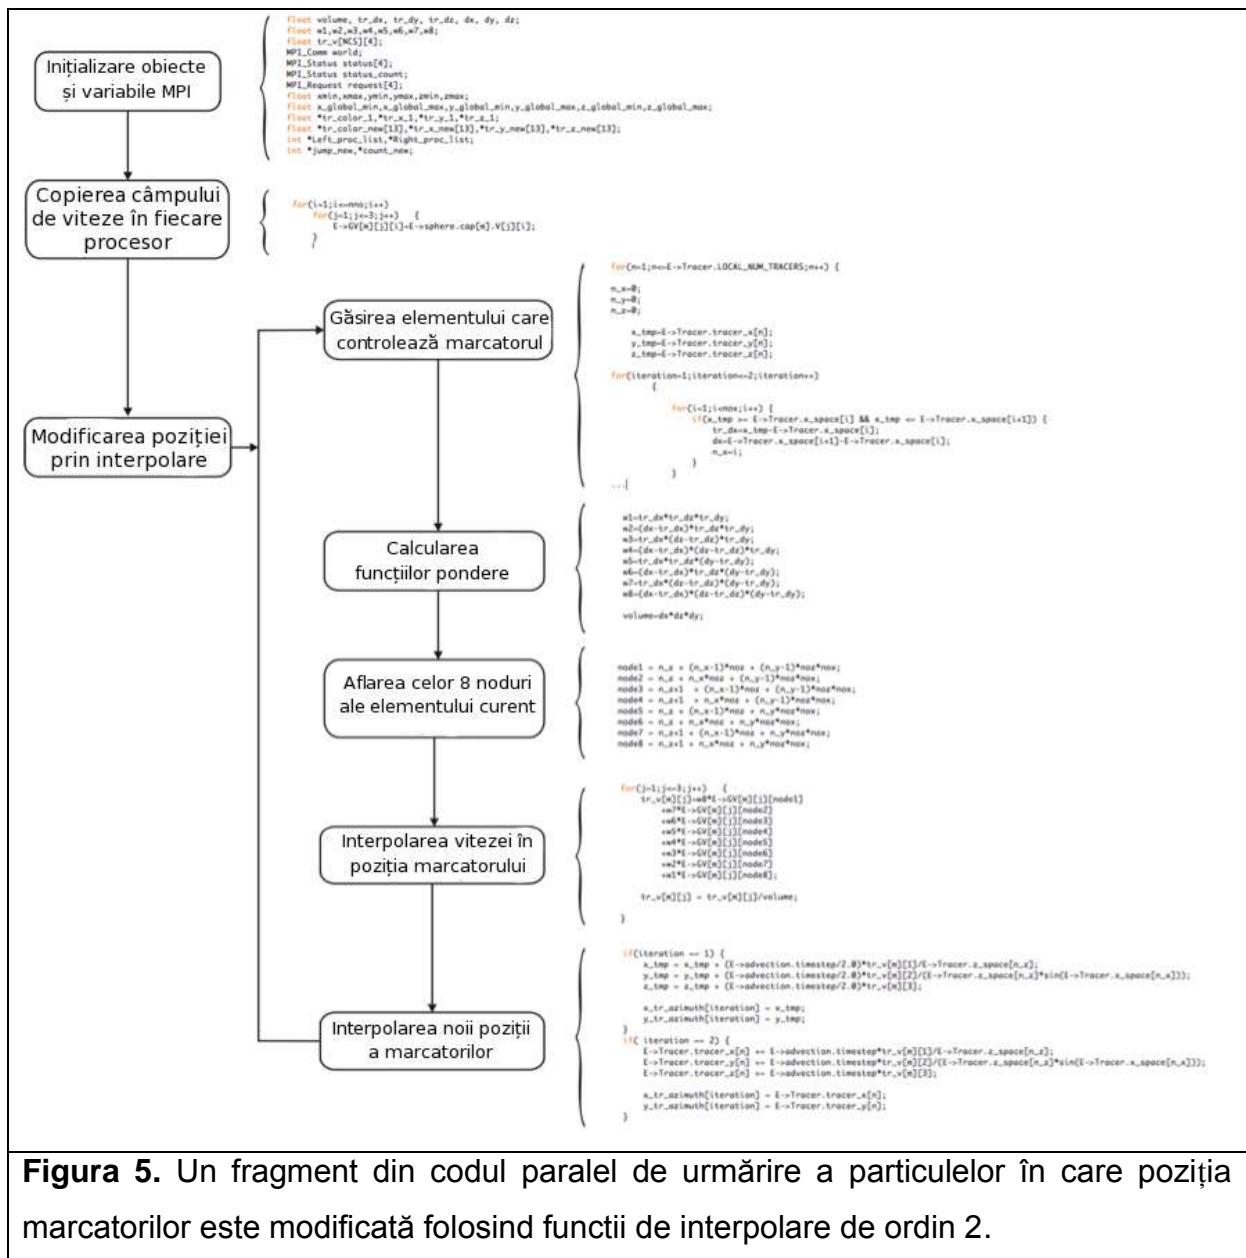 Inițializare obiecte
și variabile MPI
float volume, tr_dx, tr_dy, tr_dz, dx, dy, dz;
float w1,w2,w3,w4,w5,w6,w7,w8;
float tr_v[NCS][4];
MPI_Comm world;
MPI_Status status[4];
MPI_Status status_count;
MPI_Request request[4];
float xmin,xmax,ymin,ymax,zmin,zmax;
float x_global_min,x_global_max,y_global_min,y_global_max,z_global_min,z_global_max;
float *tr_color_1,*tr_x_1,*tr_y_1,*tr_z_1;
float *tr_color_new[13],*tr_x_new[13],*tr_y_new[13],*tr_z_new[13];
int *Left_proc_list,*Right_proc_list;
int *jump_new,*count_new;
Copierea câmpului
de viteze în fiecare
procesor
for(i=1;i<=nno;i++)
for(j=1;j<=3;j++) {
E->GV[m][j][i]=E->sphere.cap[m].V[j][i];
}
Modificarea poziției
prin interpolare
Găsirea elementului care
controlează marcatorul
for(n=1;n<=E->Tracer.LOCAL_NUM_TRACERS;n++) {
n_x=0;
n_y=0;
n_z=0;
x_tmp=E->Tracer.tracer_x[n];
y_tmp=E->Tracer.tracer_y[n];
z_tmp=E->Tracer.tracer_z[n];
for(iteration=1;iteration<=2;iteration++)
{
for(i=1;i<nox;i++) {
if(x_tmp >= E->Tracer.x_space[i] && x_tmp <= E->Tracer.x_space[i+1]) {
tr_dx=x_tmp-E->Tracer.x_space[i];
dx=E->Tracer.x_space[i+1]-E->Tracer.x_space[i];
n_x=i;
}
}
...
Calcularea
funcțiilor pondere
w1=tr_dx*tr_dz*tr_dy;
w2=(dx-tr_dx)*tr_dz*tr_dy;
w3=tr_dx*(dz-tr_dz)*tr_dy;
w4=(dx-tr_dx)*(dz-tr_dz)*tr_dy;
w5=tr_dx*tr_dz*(dy-tr_dy);
w6=(dx-tr_dx)*tr_dz*(dy-tr_dy);
w7=tr_dx*(dz-tr_dz)*(dy-tr_dy);
w8=(dx-tr_dx)*(dz-tr_dz)*(dy-tr_dy);
volume=dx*dz*dy;
Aflarea celor 8 noduri
ale elementului curent
node1 = n_z + (n_x-1)*noz + (n_y-1)*noz*nox;
node2 = n_z + n_x*noz + (n_y-1)*noz*nox;
node3 = n_z+1 + (n_x-1)*noz + (n_y-1)*noz*nox;
node4 = n_z+1 + n_x*noz + (n_y-1)*noz*nox;
node5 = n_z + (n_x-1)*noz + n_y*noz*nox;
node6 = n_z + n_x*noz + n_y*noz*nox;
node7 = n_z+1 + (n_x-1)*noz + n_y*noz*nox;
node8 = n_z+1 + n_x*noz + n_y*noz*nox;
Interpolarea vitezei în
poziția marcatorului
for(j=1;j<=3;j++) {
tr_v[m][j]=w8*E->GV[m][j][node1]
+w7*E->GV[m][j][node2]
+w6*E->GV[m][j][node3]
+w5*E->GV[m][j][node4]
+w4*E->GV[m][j][node5]
+w3*E->GV[m][j][node6]
+w2*E->GV[m][j][node7]
+w1*E->GV[m][j][node8];
tr_v[m][j] = tr_v[m][j]/volume;
}
Interpolarea noii poziții
a marcatorilor
if(iteration == 1) {
x_tmp = x_tmp + (E->advection.timestep/2.0)*tr_v[m][1]/E->Tracer.z_space[n_z];
y_tmp = y_tmp + (E->advection.timestep/2.0)*tr_v[m][2]/(E->Tracer.z_space[n_z]*sin(E->Tracer.x_space[n_x]));
z_tmp = z_tmp + (E->advection.timestep/2.0)*tr_v[m][3];
x_tr_azimuth[iteration] = x_tmp;
y_tr_azimuth[iteration] = y_tmp;
}
if( iteration == 2) {
E->Tracer.tracer_x[n] += E->advection.timestep*tr_v[m][1]/E->Tracer.z_space[n_z];
E->Tracer.tracer_y[n] += E->advection.timestep*tr_v[m][2]/(E->Tracer.z_space[n_z]*sin(E->Tracer.x_space[n_x]));
E->Tracer.tracer_z[n] += E->advection.timestep*tr_v[m][3];
x_tr_azimuth[iteration] = E->Tracer.tracer_x[n];
y_tr_azimuth[iteration] = E->Tracer.tracer_y[n];
}
Figura 5. Un fragment din codul paralel de urmărire a particulelor în care poziția
marcatorilor este modificată folosind functii de interpolare de ordin 2.